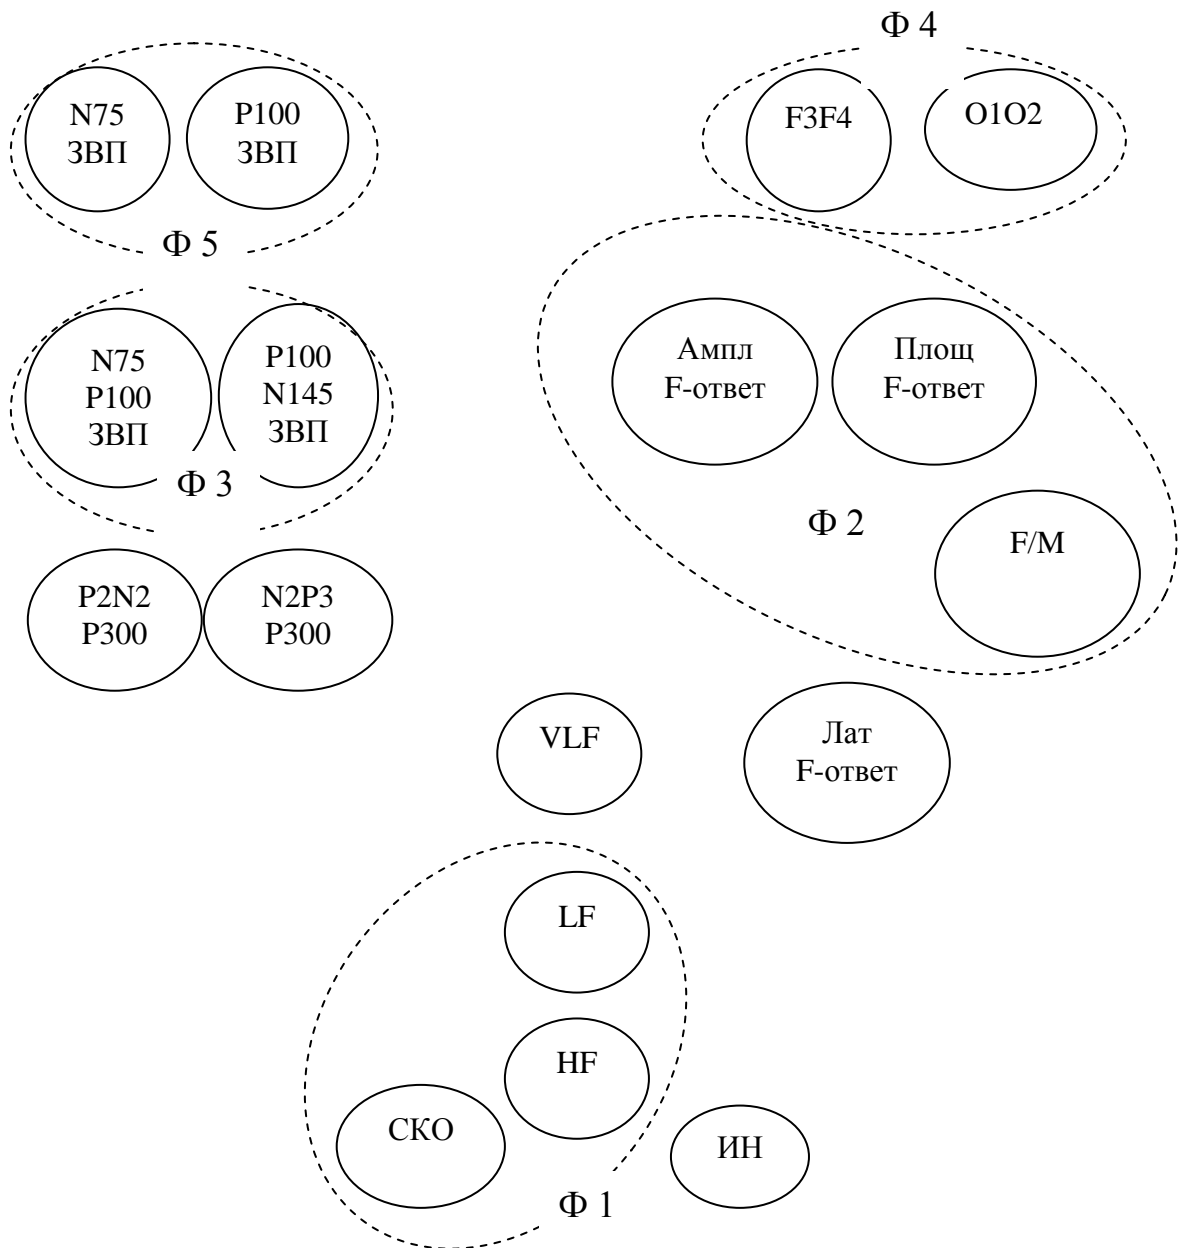 Ф 4
N75
ЗВП
P100
ЗВП
F3F4
O1O2
Ф 5
N75
P100
ЗВП
P100
N145
ЗВП
Ампл
F-ответ
Площ
F-ответ
Ф 3
Ф 2
F/M
P2N2
P300
N2P3
P300
VLF
Лат
F-ответ
LF
HF
СКО
ИН
Ф 1